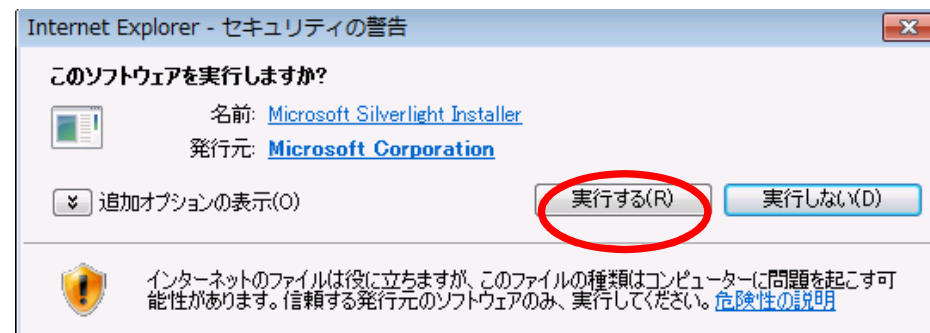 Internet Explorer - セキュリティの警告
このソフトウェアを実行しますか?
名前: Microsoft Silverlight Installer
発行元: Microsoft Corporation
追加オプションの表示(O)
実行する(R)
実行しない(D)
インターネットのファイルは役に立ちますが、このファイルの種類はコンピューターに問題を起こす可
能性があります。信頼する発行元のソフトウェアのみ、実行してください。危険性の説明